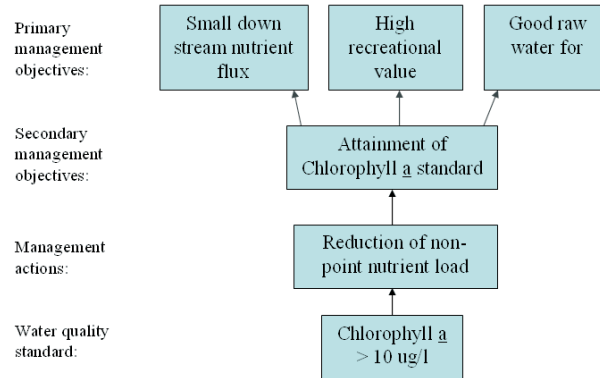 Primary
management
objectives:
Small down
stream nutrient
flux
High
recreational
value
Good raw
water for
Secondary
management
objectives:
Attainment of
Chlorophyll a standard
Management
actions:
Reduction of non-
point nutrient load
Water quality
standard:
Chlorophyll a
> 10 ug/l